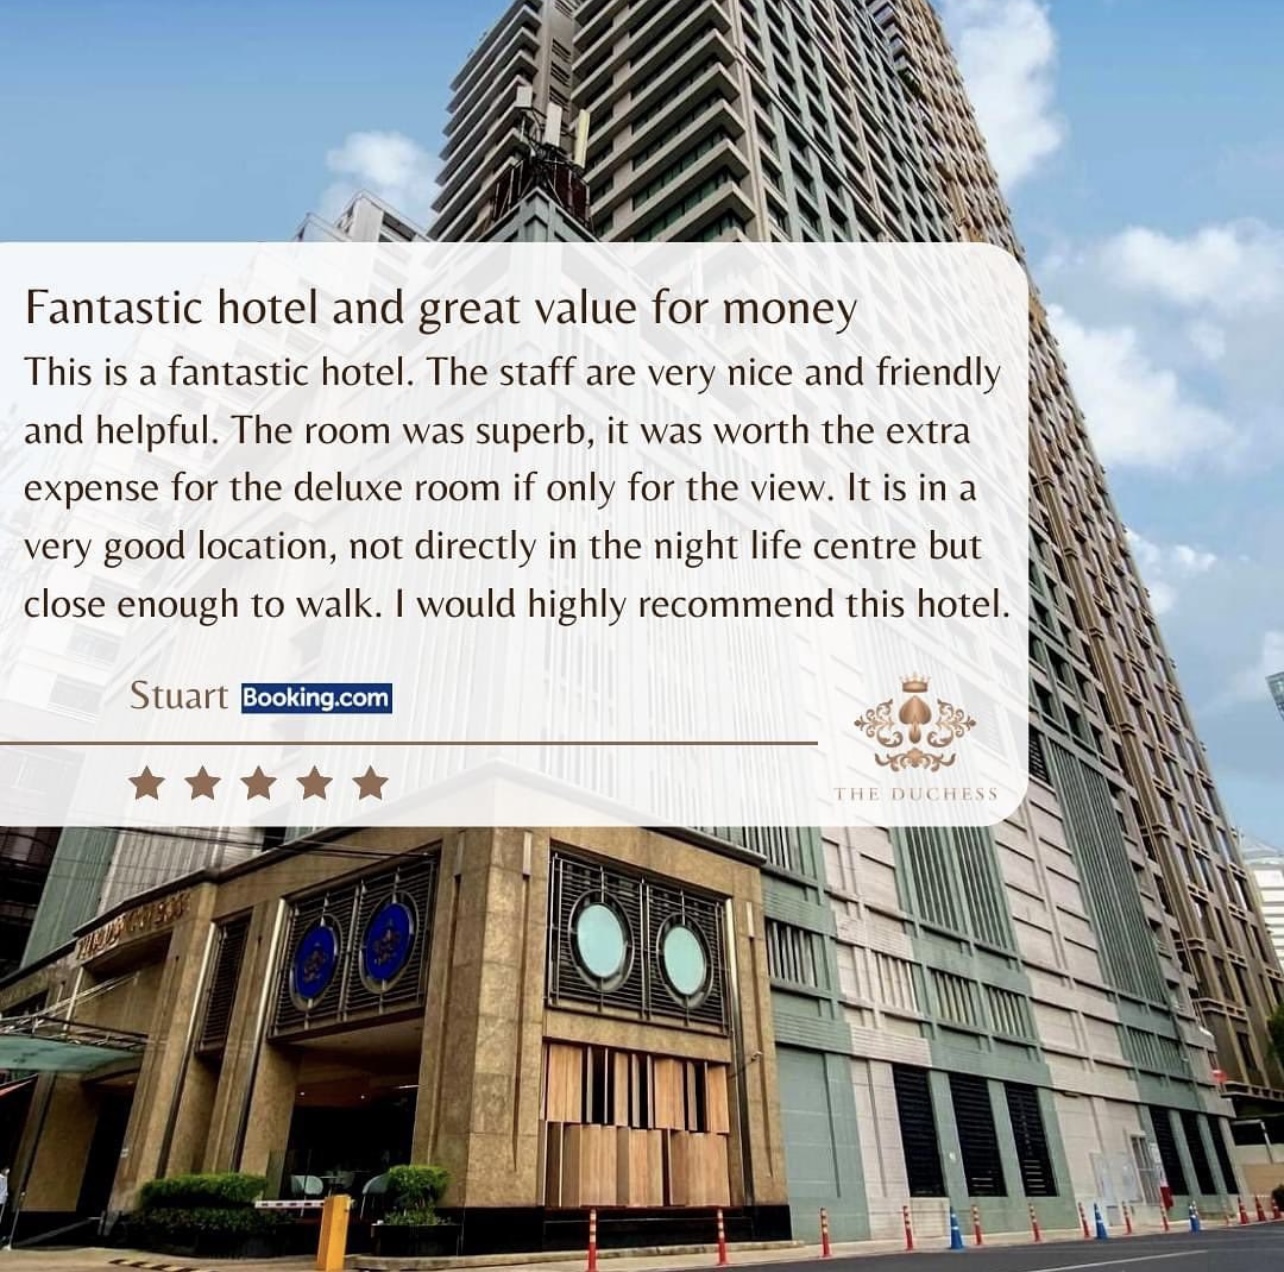 Fantastic hotel and great value for money
This is a fantastic hotel. The staff are very nice and friendly
and helpful. The room was superb, it was worth the extra
expense for the deluxe room if only for the view. It is in a
very good location, not directly in the night life centre but
close enough to walk. I would highly recommend this hotel.
Stuart Booking.com
THE DUCHESS